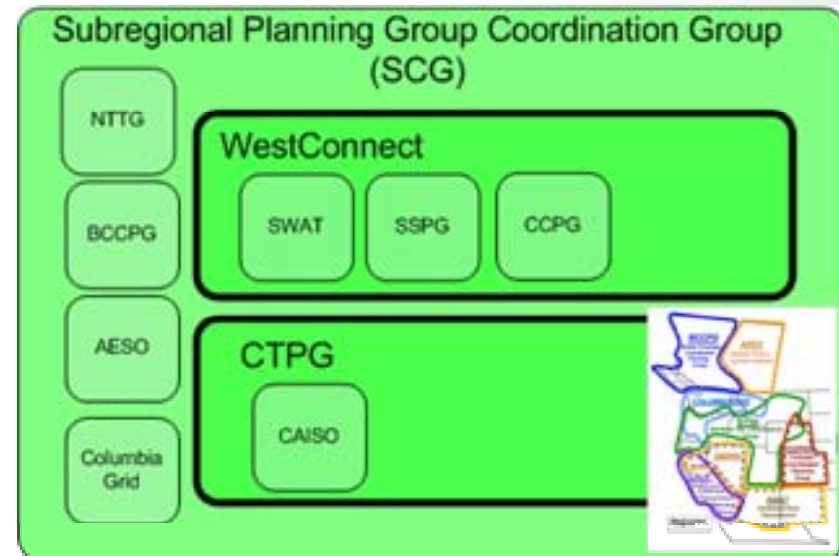 Subregional Planning Group Coordination Group
(SCG)
NTTG
BCCPG
AESO
Columbia
Grid
WestConnect
SWAT
SSPG
CCPG
CTPG
CAISO